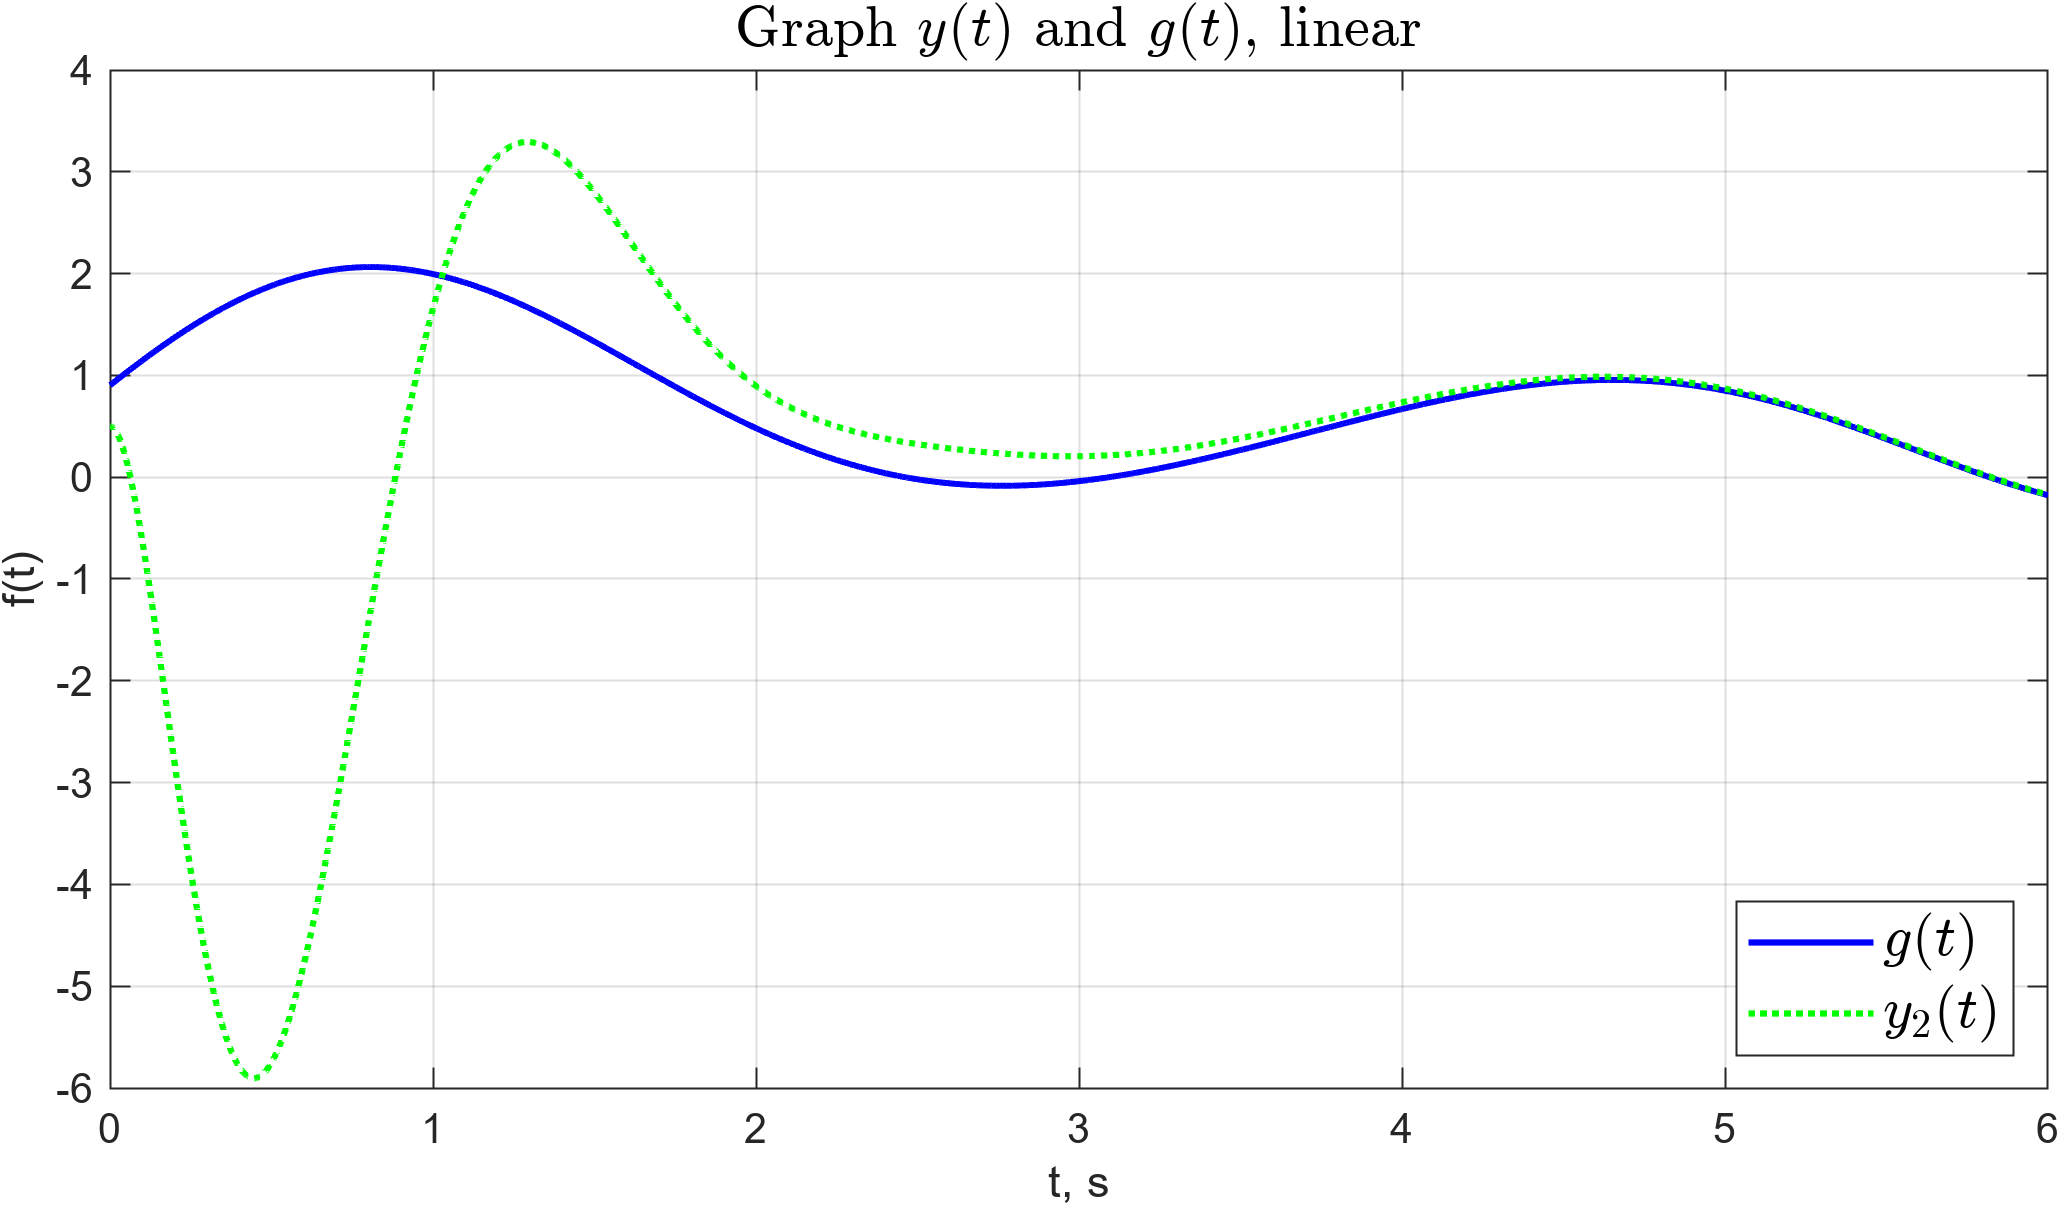 Graph y(t) and g(t), linear
4
3
2
1
0
-1
-2
-3
-4
-5
-6
f(t)
g(t)
y₂(t)
0 1 2 3 4 5 6
t, s